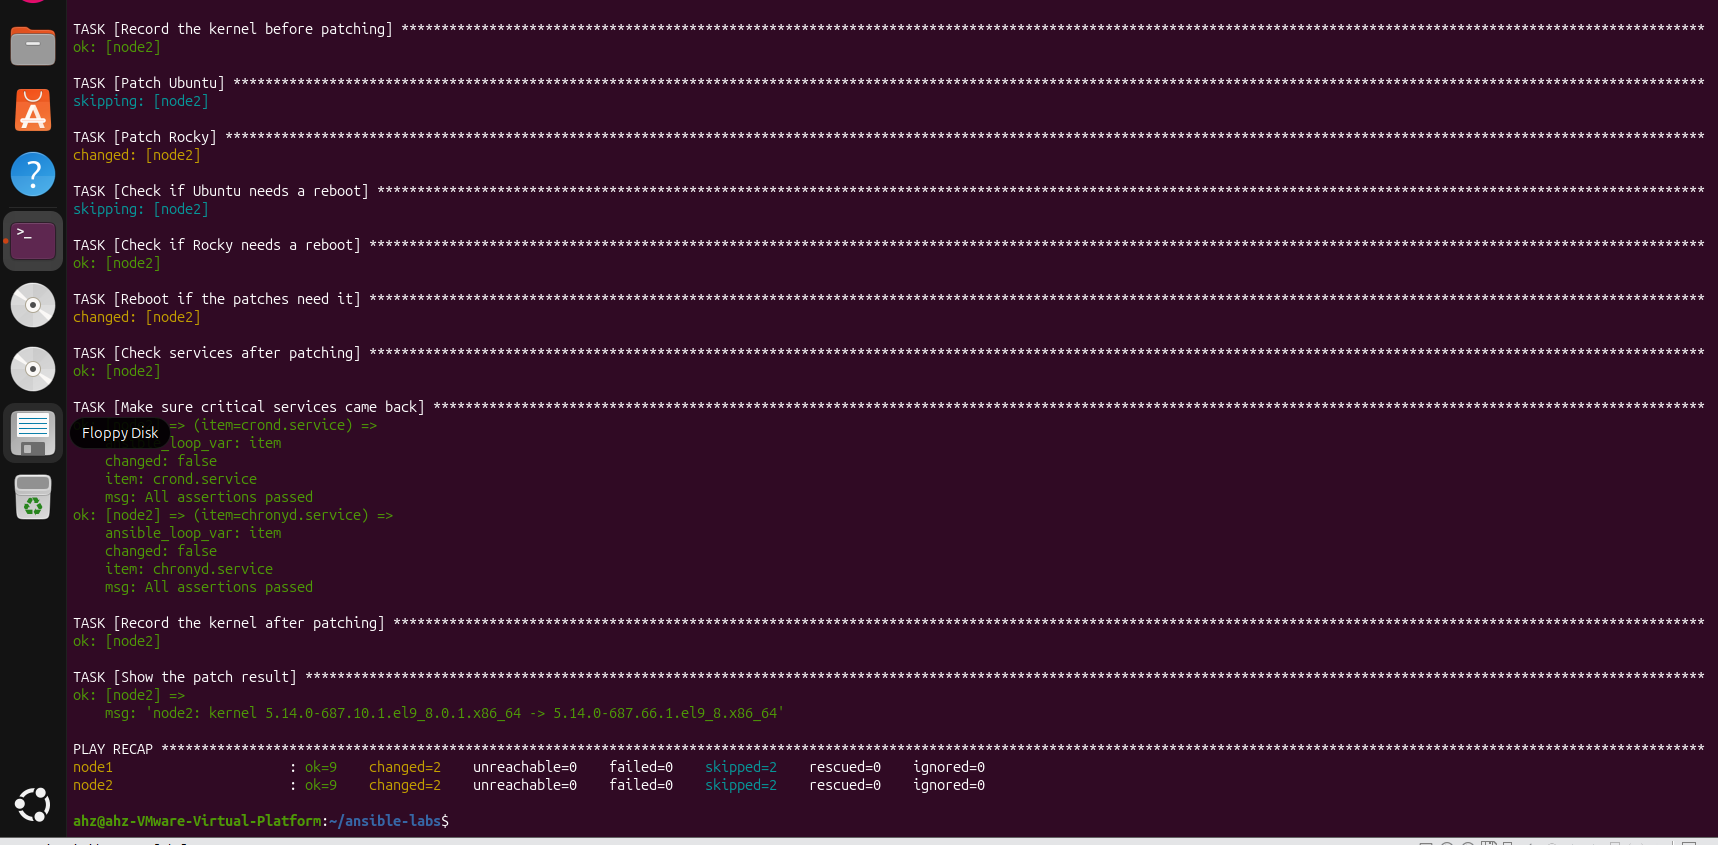 TASK [Record the kernel before patching] ******************************************************************************************************************************************************************
ok: [node2]
TASK [Patch Ubuntu] ****************************************************************************************************************************************************************************************
skipping: [node2]
TASK [Patch Rocky] *****************************************************************************************************************************************************************************************
changed: [node2]
TASK [Check if Ubuntu needs a reboot] **********************************************************************************************************************************************************************
skipping: [node2]
TASK [Check if Rocky needs a reboot] ***********************************************************************************************************************************************************************
ok: [node2]
TASK [Reboot if the patches need it] ***********************************************************************************************************************************************************************
changed: [node2]
TASK [Check services after patching] ***********************************************************************************************************************************************************************
ok: [node2]
TASK [Make sure critical services came back] ***************************************************************************************************************************************************************
=> (item=crond.service) =>
Floppy Disk
loop_var: item
changed: false
item: crond.service
msg: All assertions passed
ok: [node2] => (item=chronyd.service) =>
ansible_loop_var: item
changed: false
item: chronyd.service
msg: All assertions passed
TASK [Record the kernel after patching] ********************************************************************************************************************************************************************
ok: [node2]
TASK [Show the patch result] *******************************************************************************************************************************************************************************
ok: [node2] =>
msg: 'node2: kernel 5.14.0-687.10.1.el9_8.0.1.x86_64 -> 5.14.0-687.66.1.el9_8.x86_64'
PLAY RECAP *************************************************************************************************************************************************************************************************
node1 : ok=9 changed=2 unreachable=0 failed=0 skipped=2 rescued=0 ignored=0
node2 : ok=9 changed=2 unreachable=0 failed=0 skipped=2 rescued=0 ignored=0
ahz@ahz-VMware-Virtual-Platform:~/ansible-labs$